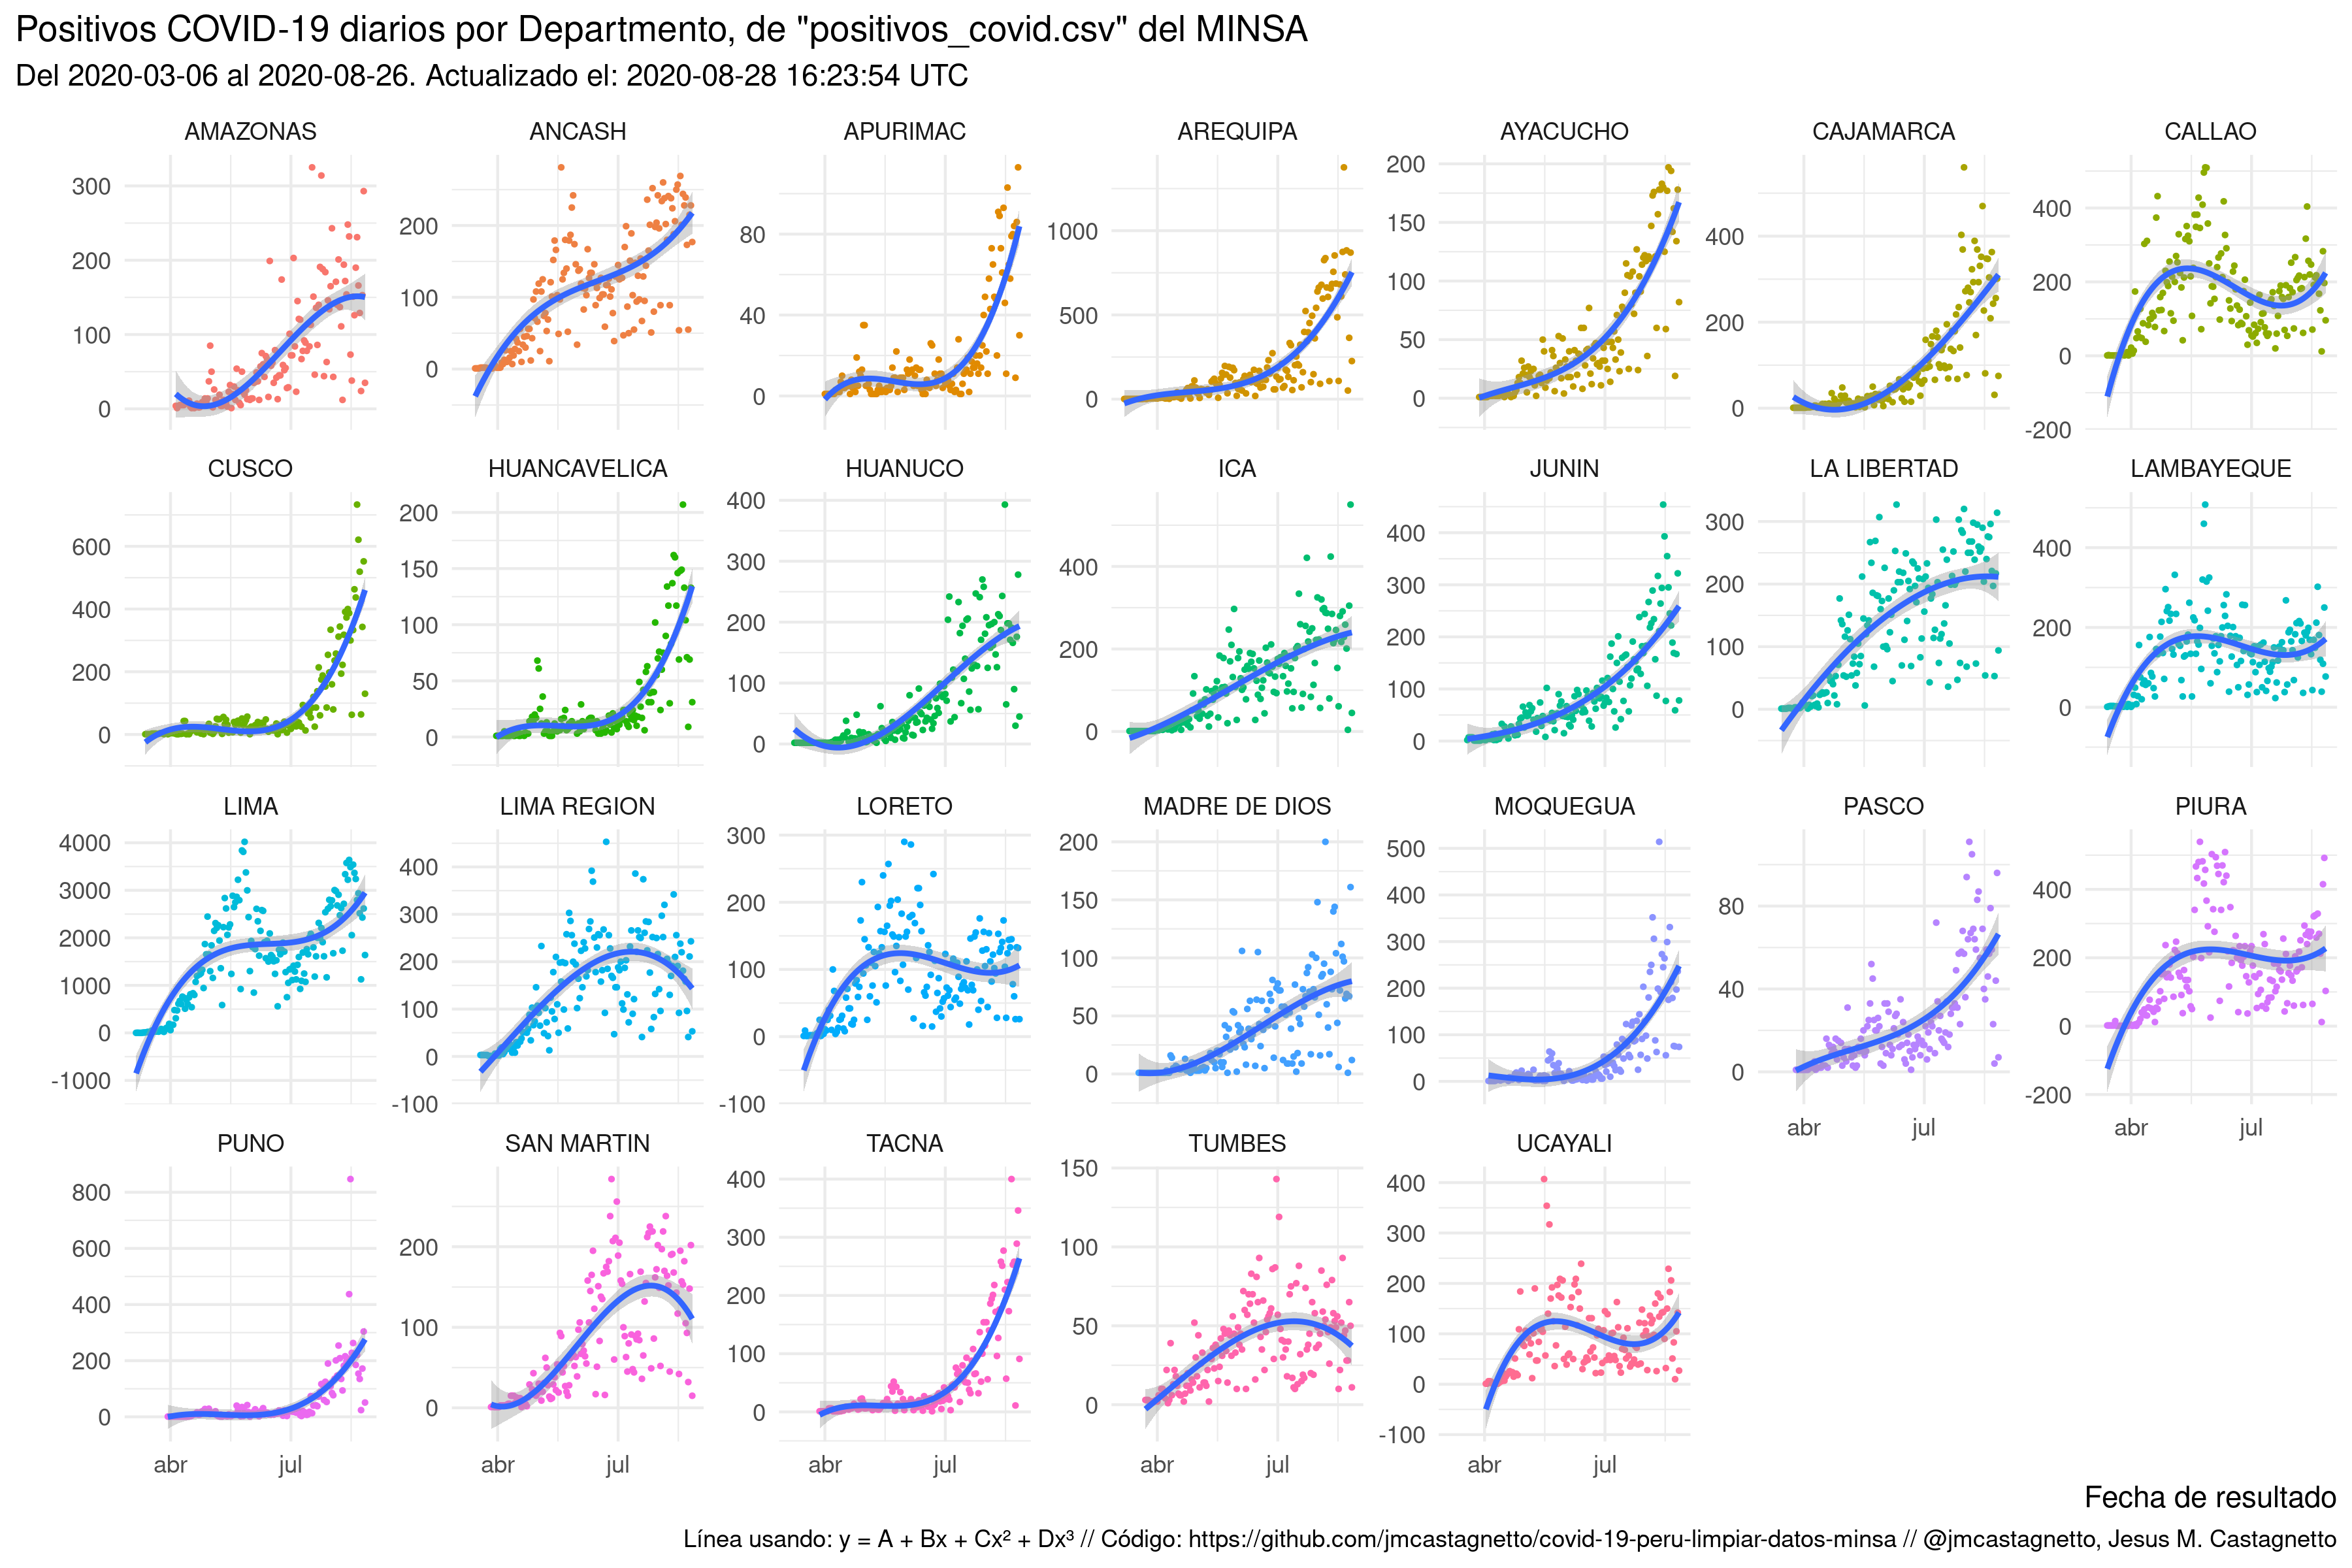 Positivos COVID-19 diarios por Departmento, de "positivos_covid.csv" del MINSA
Del 2020-03-06 al 2020-08-26. Actualizado el: 2020-08-28 16:23:54 UTC
AMAZONAS ANCASH APURIMAC AREQUIPA AYACUCHO CAJAMARCA CALLAO
300 200 100 0
200 100 0
80 40 0
1000 500 0
200 150 100 50 0
400 200 0
400 200 0 -200
CUSCO HUANCAVELICA HUANUCO ICA JUNIN LA LIBERTAD LAMBAYEQUE
600 400 200 0
200 150 100 50 0
400 300 200 100 0
400 200 0
400 300 200 100 0
300 200 100 0
400 200 0
LIMA LIMA REGION LORETO MADRE DE DIOS MOQUEGUA PASCO PIURA
4000 3000 2000 1000 0 -1000
400 300 200 100 0 -100
300 200 100 0 -100
200 150 100 50 0
500 400 300 200 100 0
80 40 0
400 200 0 -200
abr jul abr jul
PUNO SAN MARTIN TACNA TUMBES UCAYALI
800 600 400 200 0
200 100 0
400 300 200 100 0
150 100 50 0
400 300 200 100 0 -100
abr jul abr jul abr jul abr jul abr jul
Fecha de resultado
Línea usando: y = A + Bx + Cx² + Dx³ // Código: https://github.com/jmcastagnetto/covid-19-peru-limpiar-datos-minsa // @jmcastagnetto, Jesus M. Castagnetto